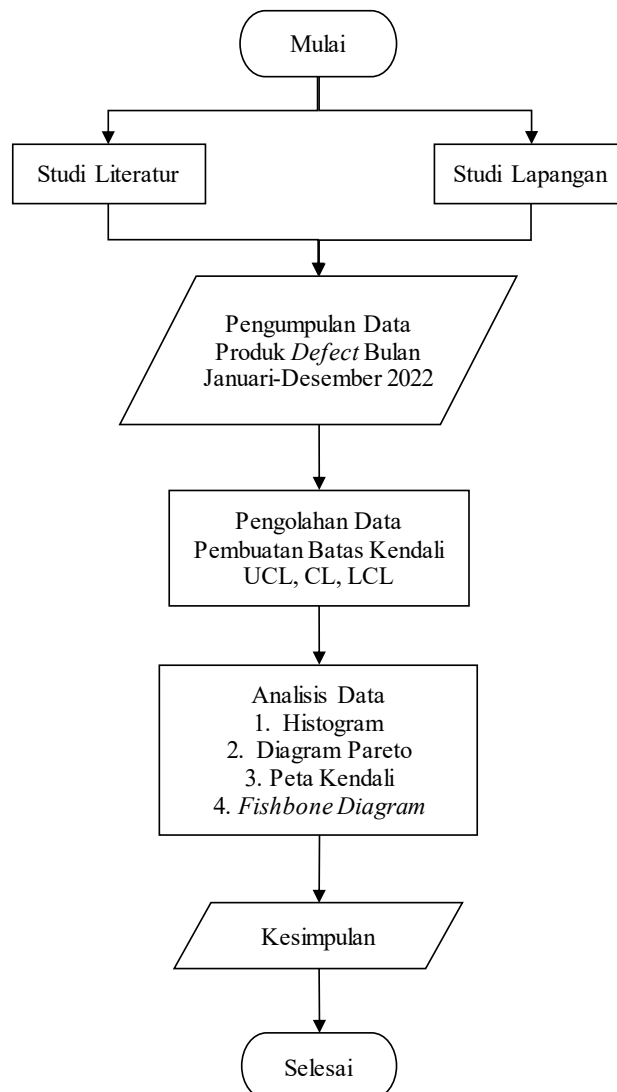 Mulai
Studi Literatur
Studi Lapangan
Pengumpulan Data
Produk Defect Bulan
Januari-Desember 2022
Pengolahan Data
Pembuatan Batas Kendali
UCL, CL, LCL
Analisis Data
1. Histogram
2. Diagram Pareto
3. Peta Kendali
4. Fishbone Diagram
Kesimpulan
Selesai